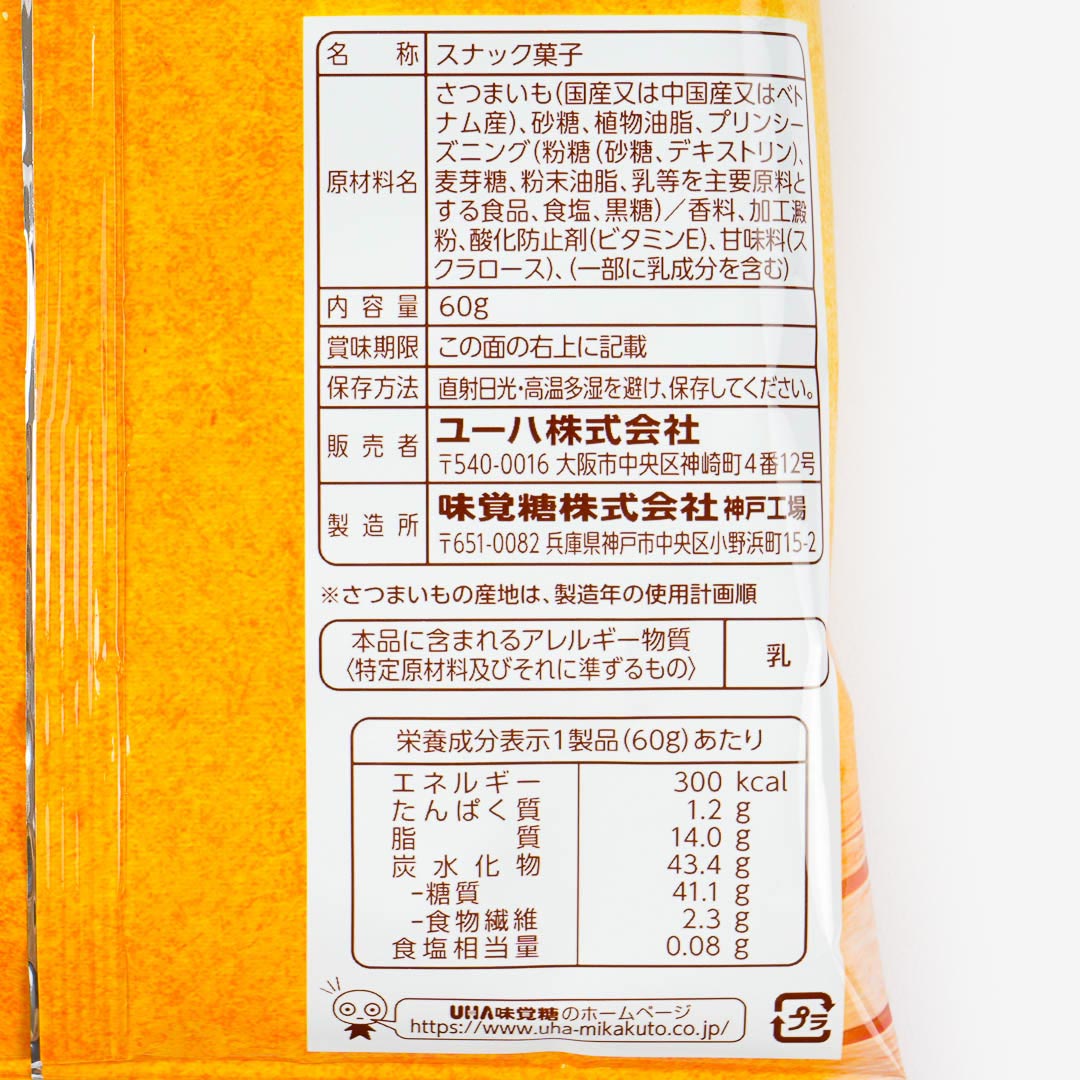 名称 スナック菓子
原材料名
さつまいも(国産又は中国産又はベト
ナム産)、砂糖、植物油脂、プリンシー
ズニング(粉糖(砂糖、デキストリン)、
麦芽糖、粉末油脂、乳等を主要原料と
する食品、食塩、黒糖)/香料、加工澱
粉、酸化防止剤(ビタミンE)、甘味料(ス
クラロース)、(一部に乳成分を含む)
内容量 60g
賞味期限 この面の右上に記載
保存方法 直射日光・高温多湿を避け、保存してください。
販売者
ユーハ株式会社
〒540-0016 大阪市中央区神崎町4番12号
製造所
味覚糖株式会社 神戸工場
〒651-0082 兵庫県神戸市中央区小野浜町15-2
※さつまいもの産地は、製造年の使用計画順
本品に含まれるアレルギー物質
〈特定原材料及びそれに準ずるもの〉
乳
栄養成分表示1製品(60g)あたり
エネルギー 300 kcal
たんぱく質 1.2 g
脂質 14.0 g
炭水化物 43.4 g
-糖質 41.1 g
-食物繊維 2.3 g
食塩相当量 0.08 g
UHA味覚糖のホームページ
https://www.uha-mikakuto.co.jp/
プラ